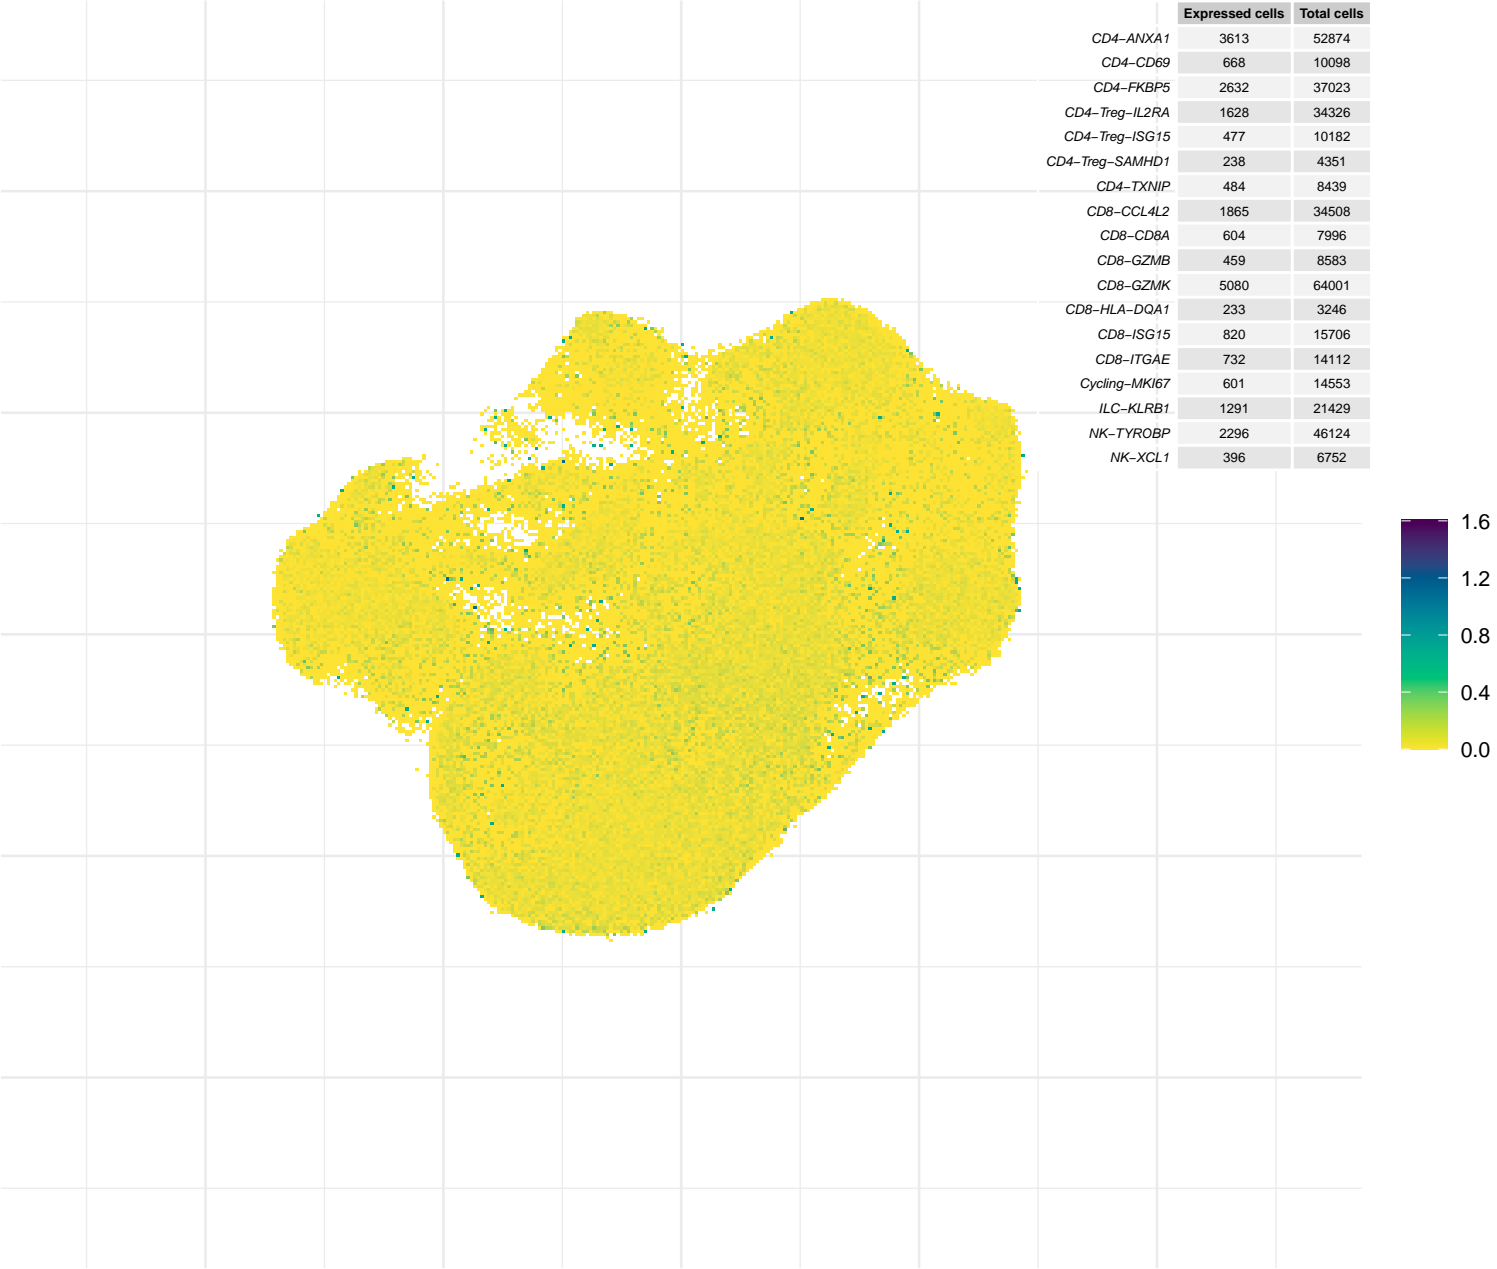 Expressed cells Total cells
CD4−ANXA1 3613 52874
CD4−CD69 668 10098
CD4−FKBP5 2632 37023
CD4−Treg−IL2RA 1628 34326
CD4−Treg−ISG15 477 10182
CD4−Treg−SAMHD1 238 4351
CD4−TXNIP 484 8439
CD8−CCL4L2 1865 34508
CD8−CD8A 604 7996
CD8−GZMB 459 8583
CD8−GZMK 5080 64001
CD8−HLA−DQA1 233 3246
CD8−ISG15 820 15706
CD8−ITGAE 732 14112
Cycling−MKI67 601 14553
ILC−KLRB1 1291 21429
NK−TYROBP 2296 46124
NK−XCL1 396 6752
1.6
1.2
0.8
0.4
0.0